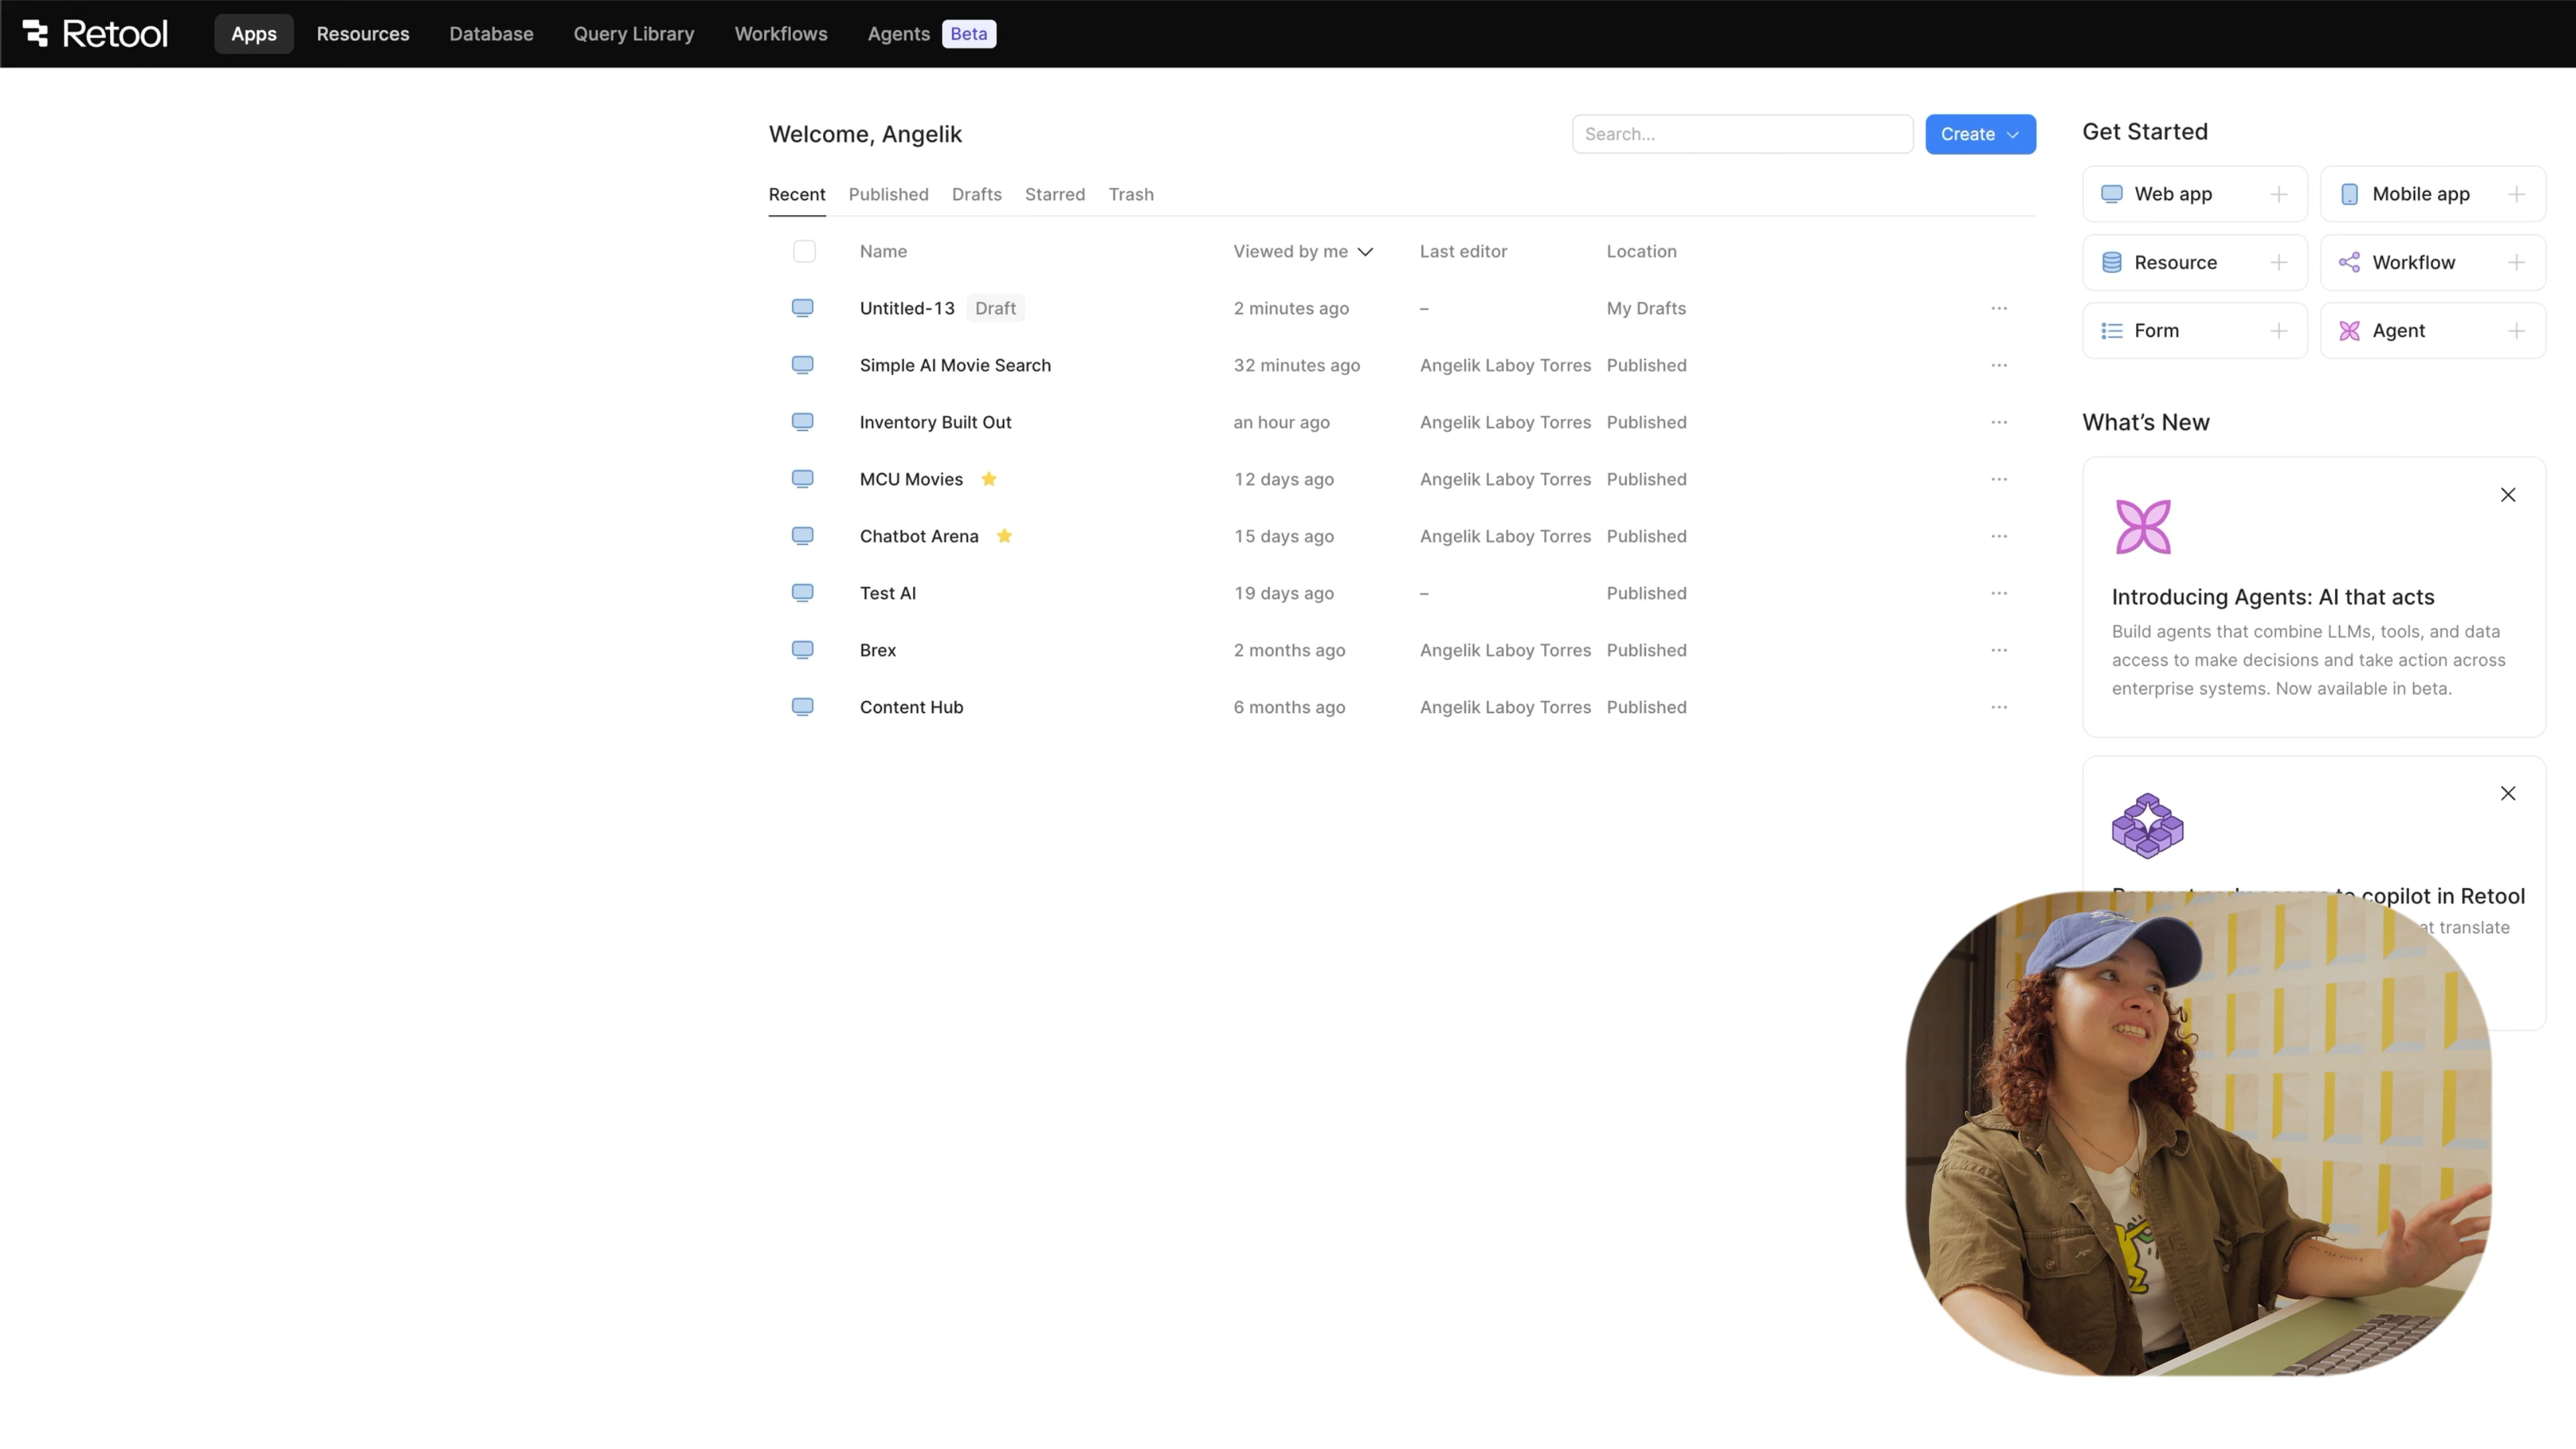 Retool Apps Resources Database Query Library Workflows Agents Beta
Welcome, Angelik
Search...
Create
Recent Published Drafts Starred Trash
Name Viewed by me Last editor Location
Untitled-13 Draft 2 minutes ago – My Drafts
Simple AI Movie Search 32 minutes ago Angelik Laboy Torres Published
Inventory Built Out an hour ago Angelik Laboy Torres Published
MCU Movies 12 days ago Angelik Laboy Torres Published
Chatbot Arena 15 days ago Angelik Laboy Torres Published
Test AI 19 days ago – Published
Brex 2 months ago Angelik Laboy Torres Published
Content Hub 6 months ago Angelik Laboy Torres Published
Get Started
Web app
Mobile app
Resource
Workflow
Form
Agent
What's New
Introducing Agents: AI that acts
Build agents that combine LLMs, tools, and data
access to make decisions and take action across
enterprise systems. Now available in beta.
copilot in Retool
translate